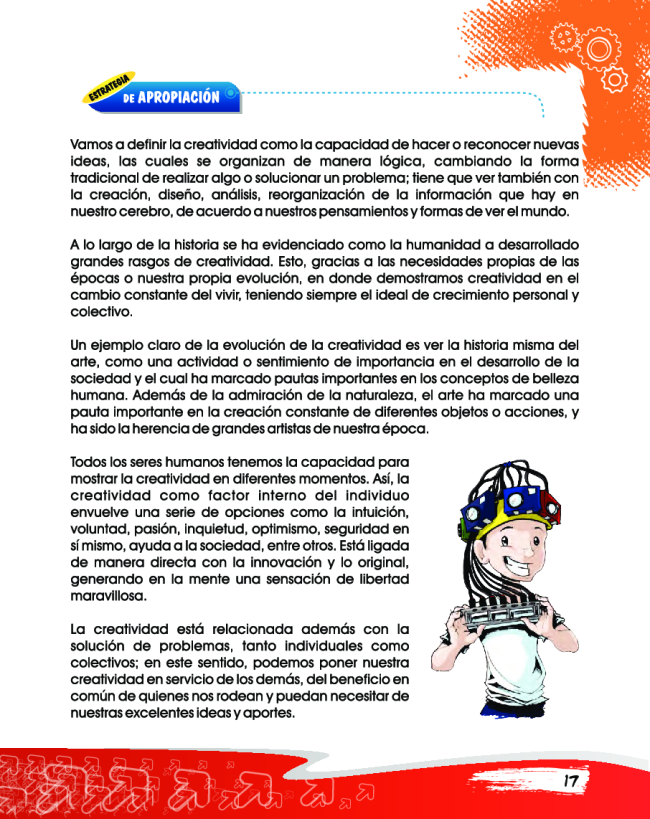 ESTRATEGIA
DE APROPIACIÓN
Vamos a definir la creatividad como la capacidad de hacer o reconocer nuevas
ideas, las cuales se organizan de manera lógica, cambiando la forma
tradicional de realizar algo o solucionar un problema; tiene que ver también con
la creación, diseño, análisis, reorganización de la información que hay en
nuestro cerebro, de acuerdo a nuestros pensamientos y formas de ver el mundo.
A lo largo de la historia se ha evidenciado como la humanidad a desarrollado
grandes rasgos de creatividad. Esto, gracias a las necesidades propias de las
épocas o nuestra propia evolución, en donde demostramos creatividad en el
cambio constante del vivir, teniendo siempre el ideal de crecimiento personal y
colectivo.
Un ejemplo claro de la evolución de la creatividad es ver la historia misma del
arte, como una actividad o sentimiento de importancia en el desarrollo de la
sociedad y el cual ha marcado pautas importantes en los conceptos de belleza
humana. Además de la admiración de la naturaleza, el arte ha marcado una
pauta importante en la creación constante de diferentes objetos o acciones, y
ha sido la herencia de grandes artistas de nuestra época.
Todos los seres humanos tenemos la capacidad para
mostrar la creatividad en diferentes momentos. Así, la
creatividad como factor interno del individuo
envuelve una serie de opciones como la intuición,
voluntad, pasión, inquietud, optimismo, seguridad en
sí mismo, ayuda a la sociedad, entre otros. Está ligada
de manera directa con la innovación y lo original,
generando en la mente una sensación de libertad
maravillosa.
La creatividad está relacionada además con la
solución de problemas, tanto individuales como
colectivos; en este sentido, podemos poner nuestra
creatividad en servicio de los demás, del beneficio en
común de quienes nos rodean y puedan necesitar de
nuestras excelentes ideas y aportes.
17